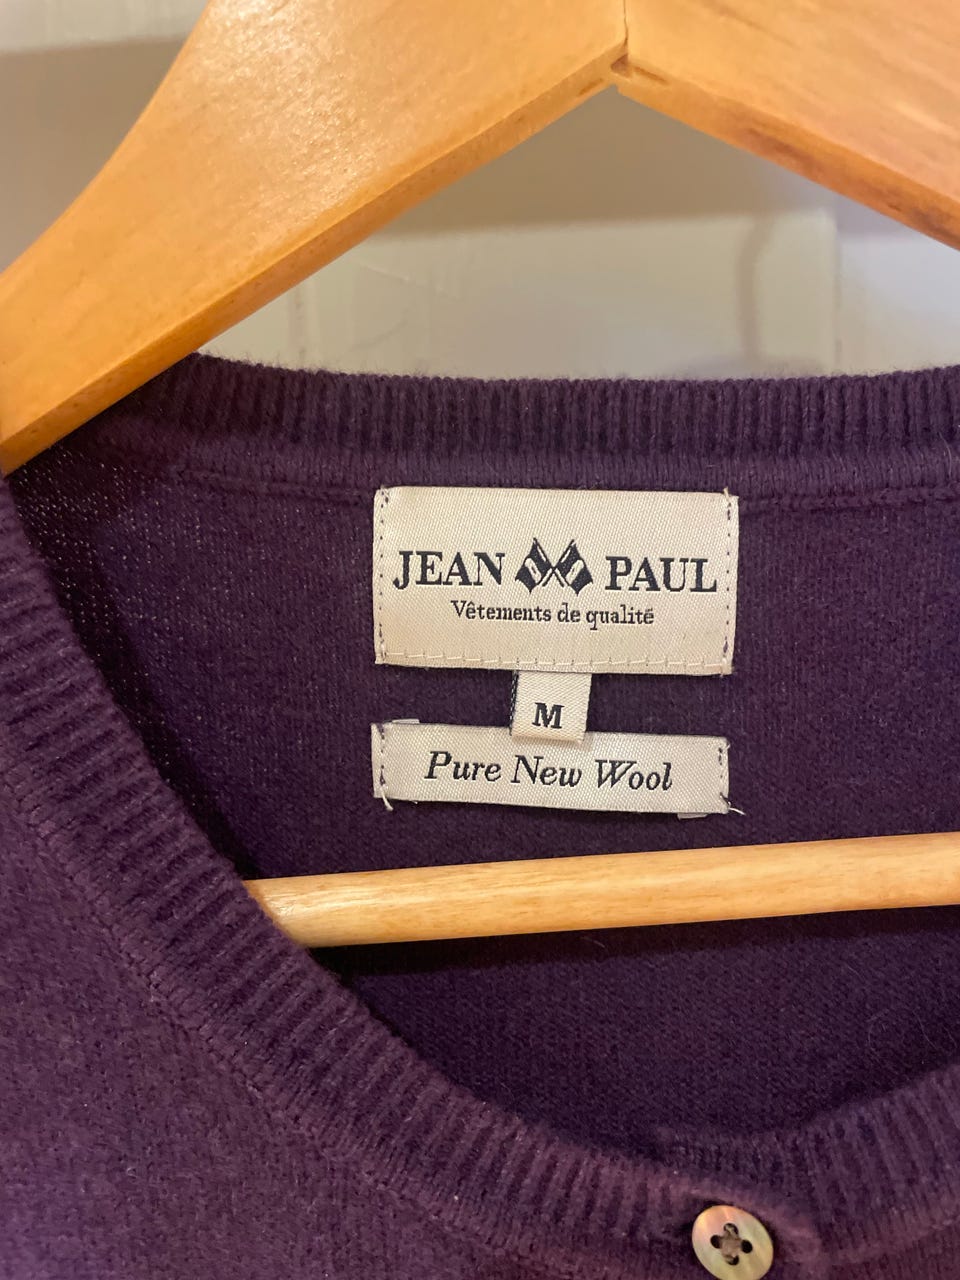 JEAN PAUL
Vêtements de qualité
M
Pure New Wool